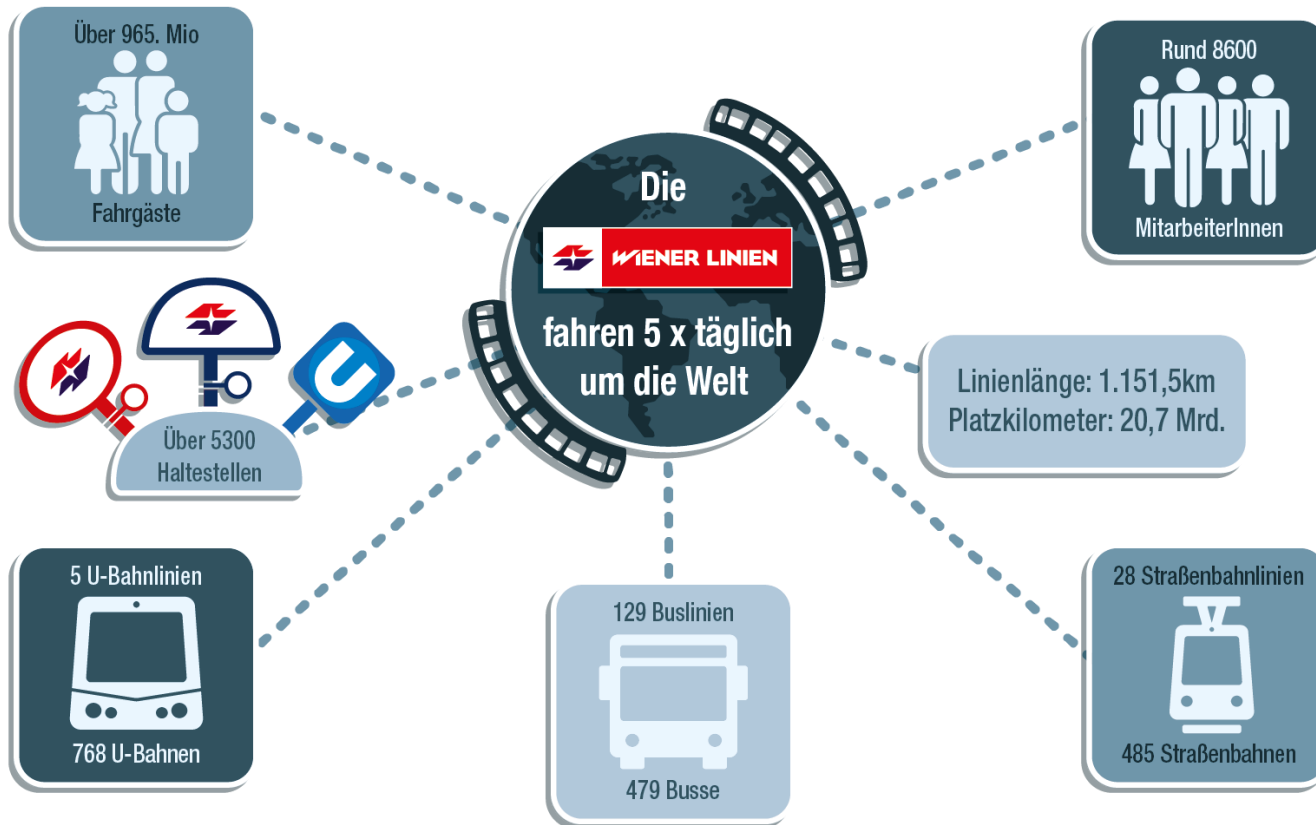 Über 965. Mio
Fahrgäste
Rund 8600
MitarbeiterInnen
Die
WIENER LINIEN
fahren 5 x täglich
um die Welt
U
Über 5300
Haltestellen
Linienlänge: 1.151,5km
Platzkilometer: 20,7 Mrd.
5 U-Bahnlinien
768 U-Bahnen
129 Buslinien
479 Busse
28 Straßenbahnlinien
485 Straßenbahnen